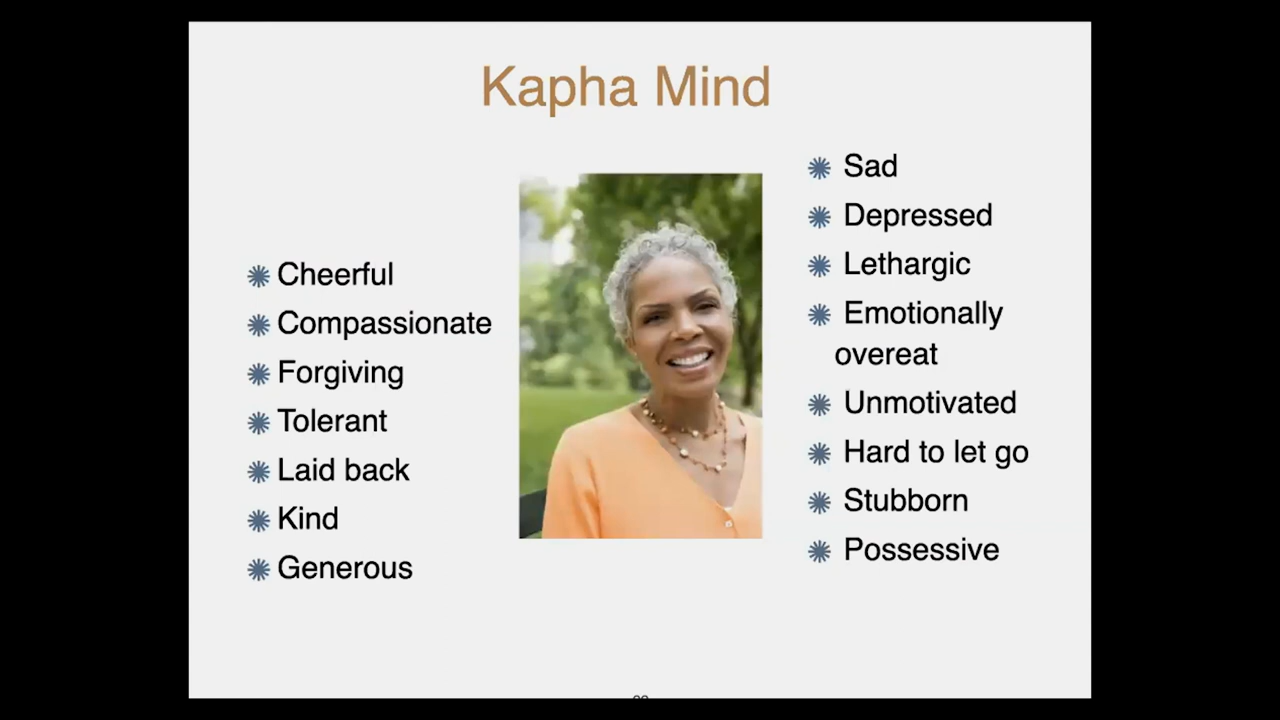 Kapha Mind
Cheerful
Compassionate
Forgiving
Tolerant
Laid back
Kind
Generous
Sad
Depressed
Lethargic
Emotionally
overeat
Unmotivated
Hard to let go
Stubborn
Possessive